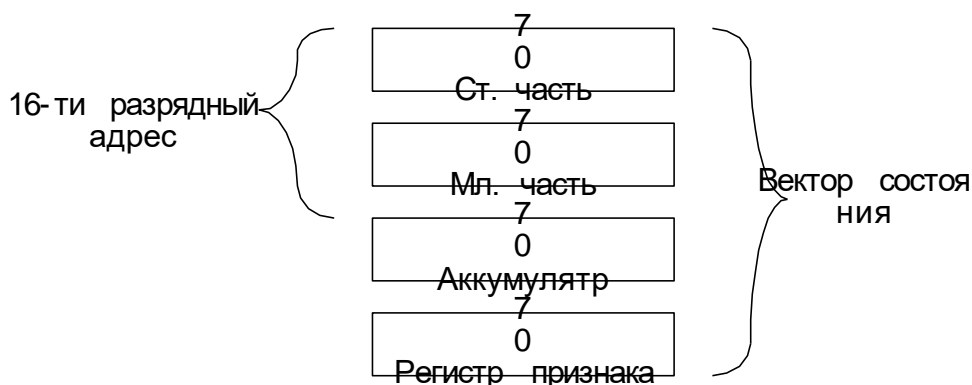 16-ти разрядный
адрес
7
0
Ст. часть
7
0
Мл. часть
7
0
Аккумулятр
7
0
Регистр признака
Вектор состоя
ния